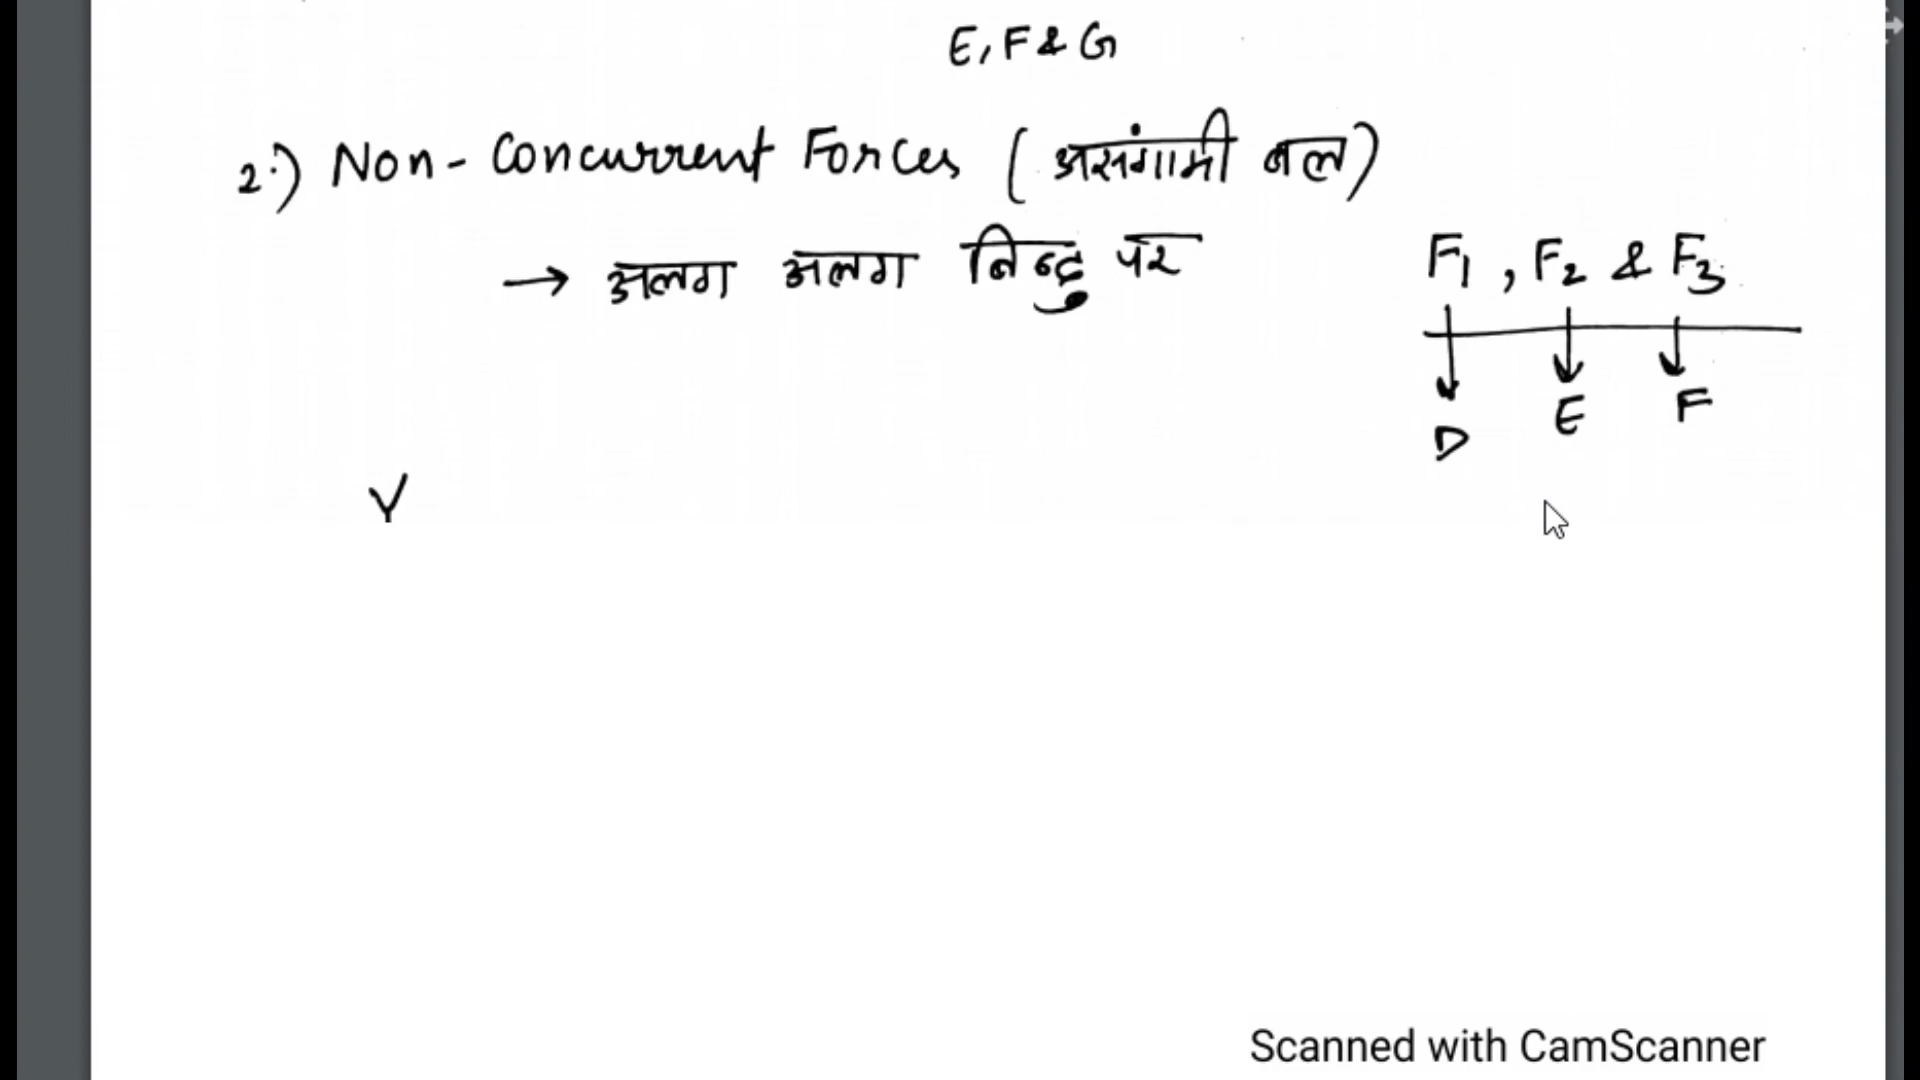 E, F & G
2.) Non-Concurrent Forces (असंगामी बल)
→ अलग अलग बिन्दु पर
F1, F2 & F3
D E F
Y
Scanned with CamScanner